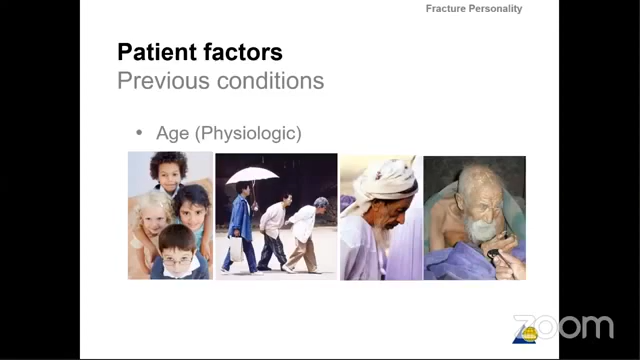 Fracture Personality
Patient factors
Previous conditions
• Age (Physiologic)
zoom